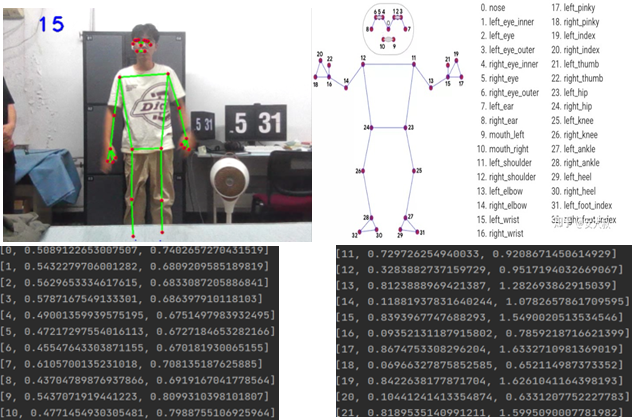 15
Dickies
5 31
5 31
6 5 4 1 2 3
8 0 7
10 9
20 22
18 16
14
12 11
21 19
13 15 17
24 23
26 25
28 27
32 30 29 31
0. nose
1. left_eye_inner
2. left_eye
3. left_eye_outer
4. right_eye_inner
5. right_eye
6. right_eye_outer
7. left_ear
8. right_ear
9. mouth_left
10. mouth_right
11. left_shoulder
12. right_shoulder
13. left_elbow
14. right_elbow
15. left_wrist
16. right_wrist
17. left_pinky
18. right_pinky
19. left_index
20. right_index
21. left_thumb
22. right_thumb
23. left_hip
24. right_hip
25. left_knee
26. right_knee
27. left_ankle
28. right_ankle
29. left_heel
30. right_heel
31. left_foot_index
right_foot_index
[0, 0.5089122653007507, 0.7402657270431519]
[1, 0.5432279706001282, 0.6809209585189819]
[2, 0.5629653334617615, 0.6833087205886841]
[3, 0.5787167549133301, 0.686397910118103]
[4, 0.49001359939575195, 0.6751497983932495]
[5, 0.47217297554016113, 0.6727184653282166]
[6, 0.45547643303871155, 0.670181930065155]
[7, 0.6105700135231018, 0.708135187625885]
[8, 0.43704789876937866, 0.6919167041778564]
[9, 0.5437071919441223, 0.8099310398101807]
[10, 0.4771454930305481, 0.7988755106925964]
[11, 0.729726254940033, 0.9208671450614929]
[12, 0.3283882737159729, 0.9517194032669067]
[13, 0.8123888969421387, 1.282693862915039]
[14, 0.11881937831640244, 1.0782657861709595]
[15, 0.8393967747688293, 1.5490020513534546]
[16, 0.09352131187915802, 0.7859218716621399]
[17, 0.8674753308296204, 1.6332710981369019]
[18, 0.06966327875852585, 0.652114987373352]
[19, 0.8422638177871704, 1.6261041164398193]
[20, 0.10441241413354874, 0.6331207752227783]
[21, 0.8189535140991211, 1.5995090007781982]